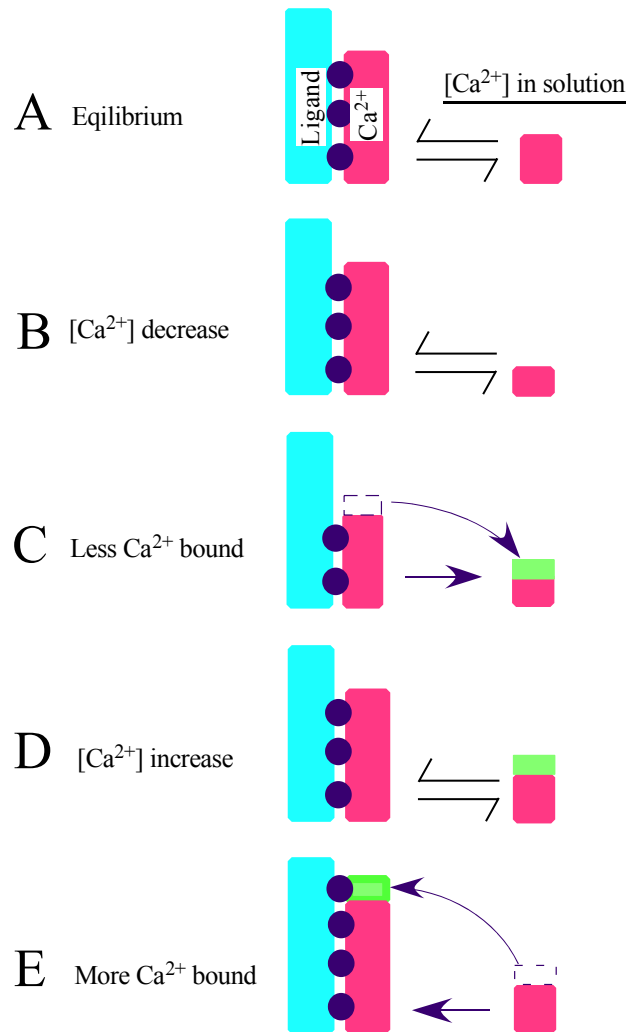 A Eqilibrium
Ligand
Ca²⁺
[Ca²⁺] in solution
B [Ca²⁺] decrease
C Less Ca²⁺ bound
D [Ca²⁺] increase
E More Ca²⁺ bound